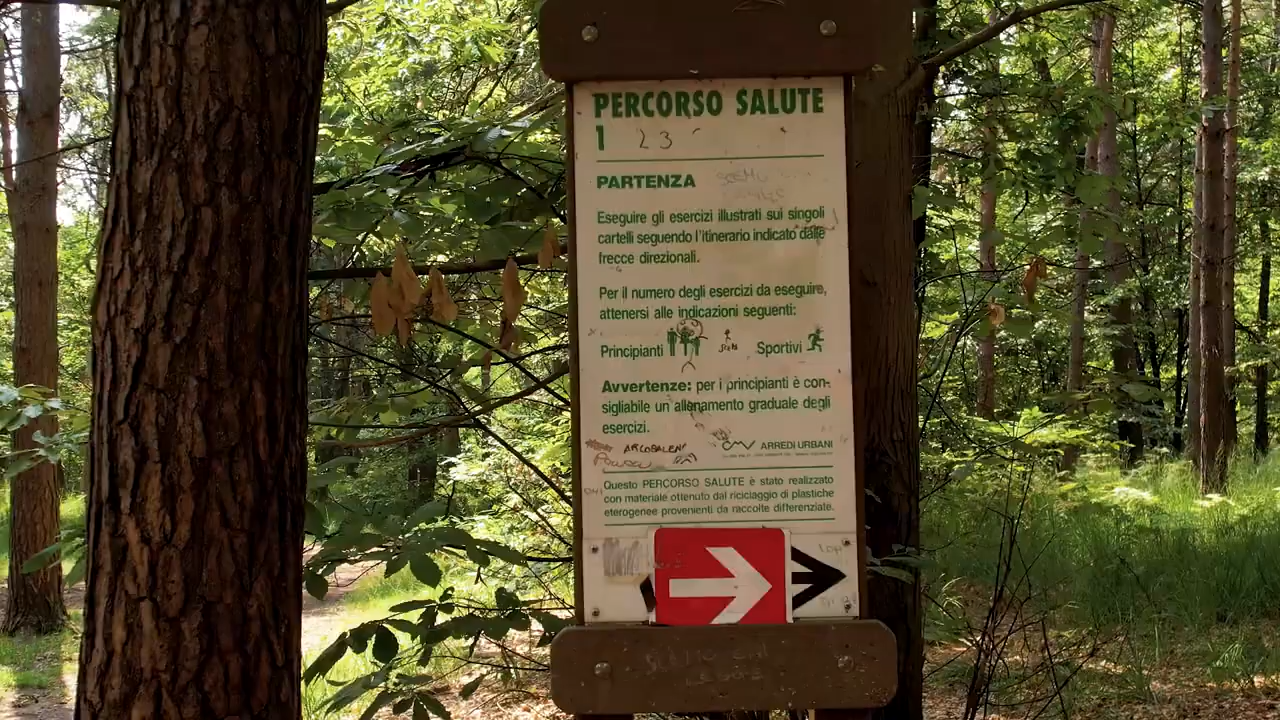 PERCORSO SALUTE
1 23
PARTENZA
Eseguire gli esercizi illustrati sui singoli
cartelli seguendo l'itinerario indicato dalle
frecce direzionali.
Per il numero degli esercizi da eseguire,
attenersi alle indicazioni seguenti:
Principianti Sportivi
Avvertenze: per i principianti è con-
sigliabile un allenamento graduale degli
esercizi.
ARCOBALENO
CMV ARREDI URBANI
Questo PERCORSO SALUTE è stato realizzato
con materiale ottenuto dal riciclaggio di plastiche
eterogenee provenienti da raccolte differenziate.